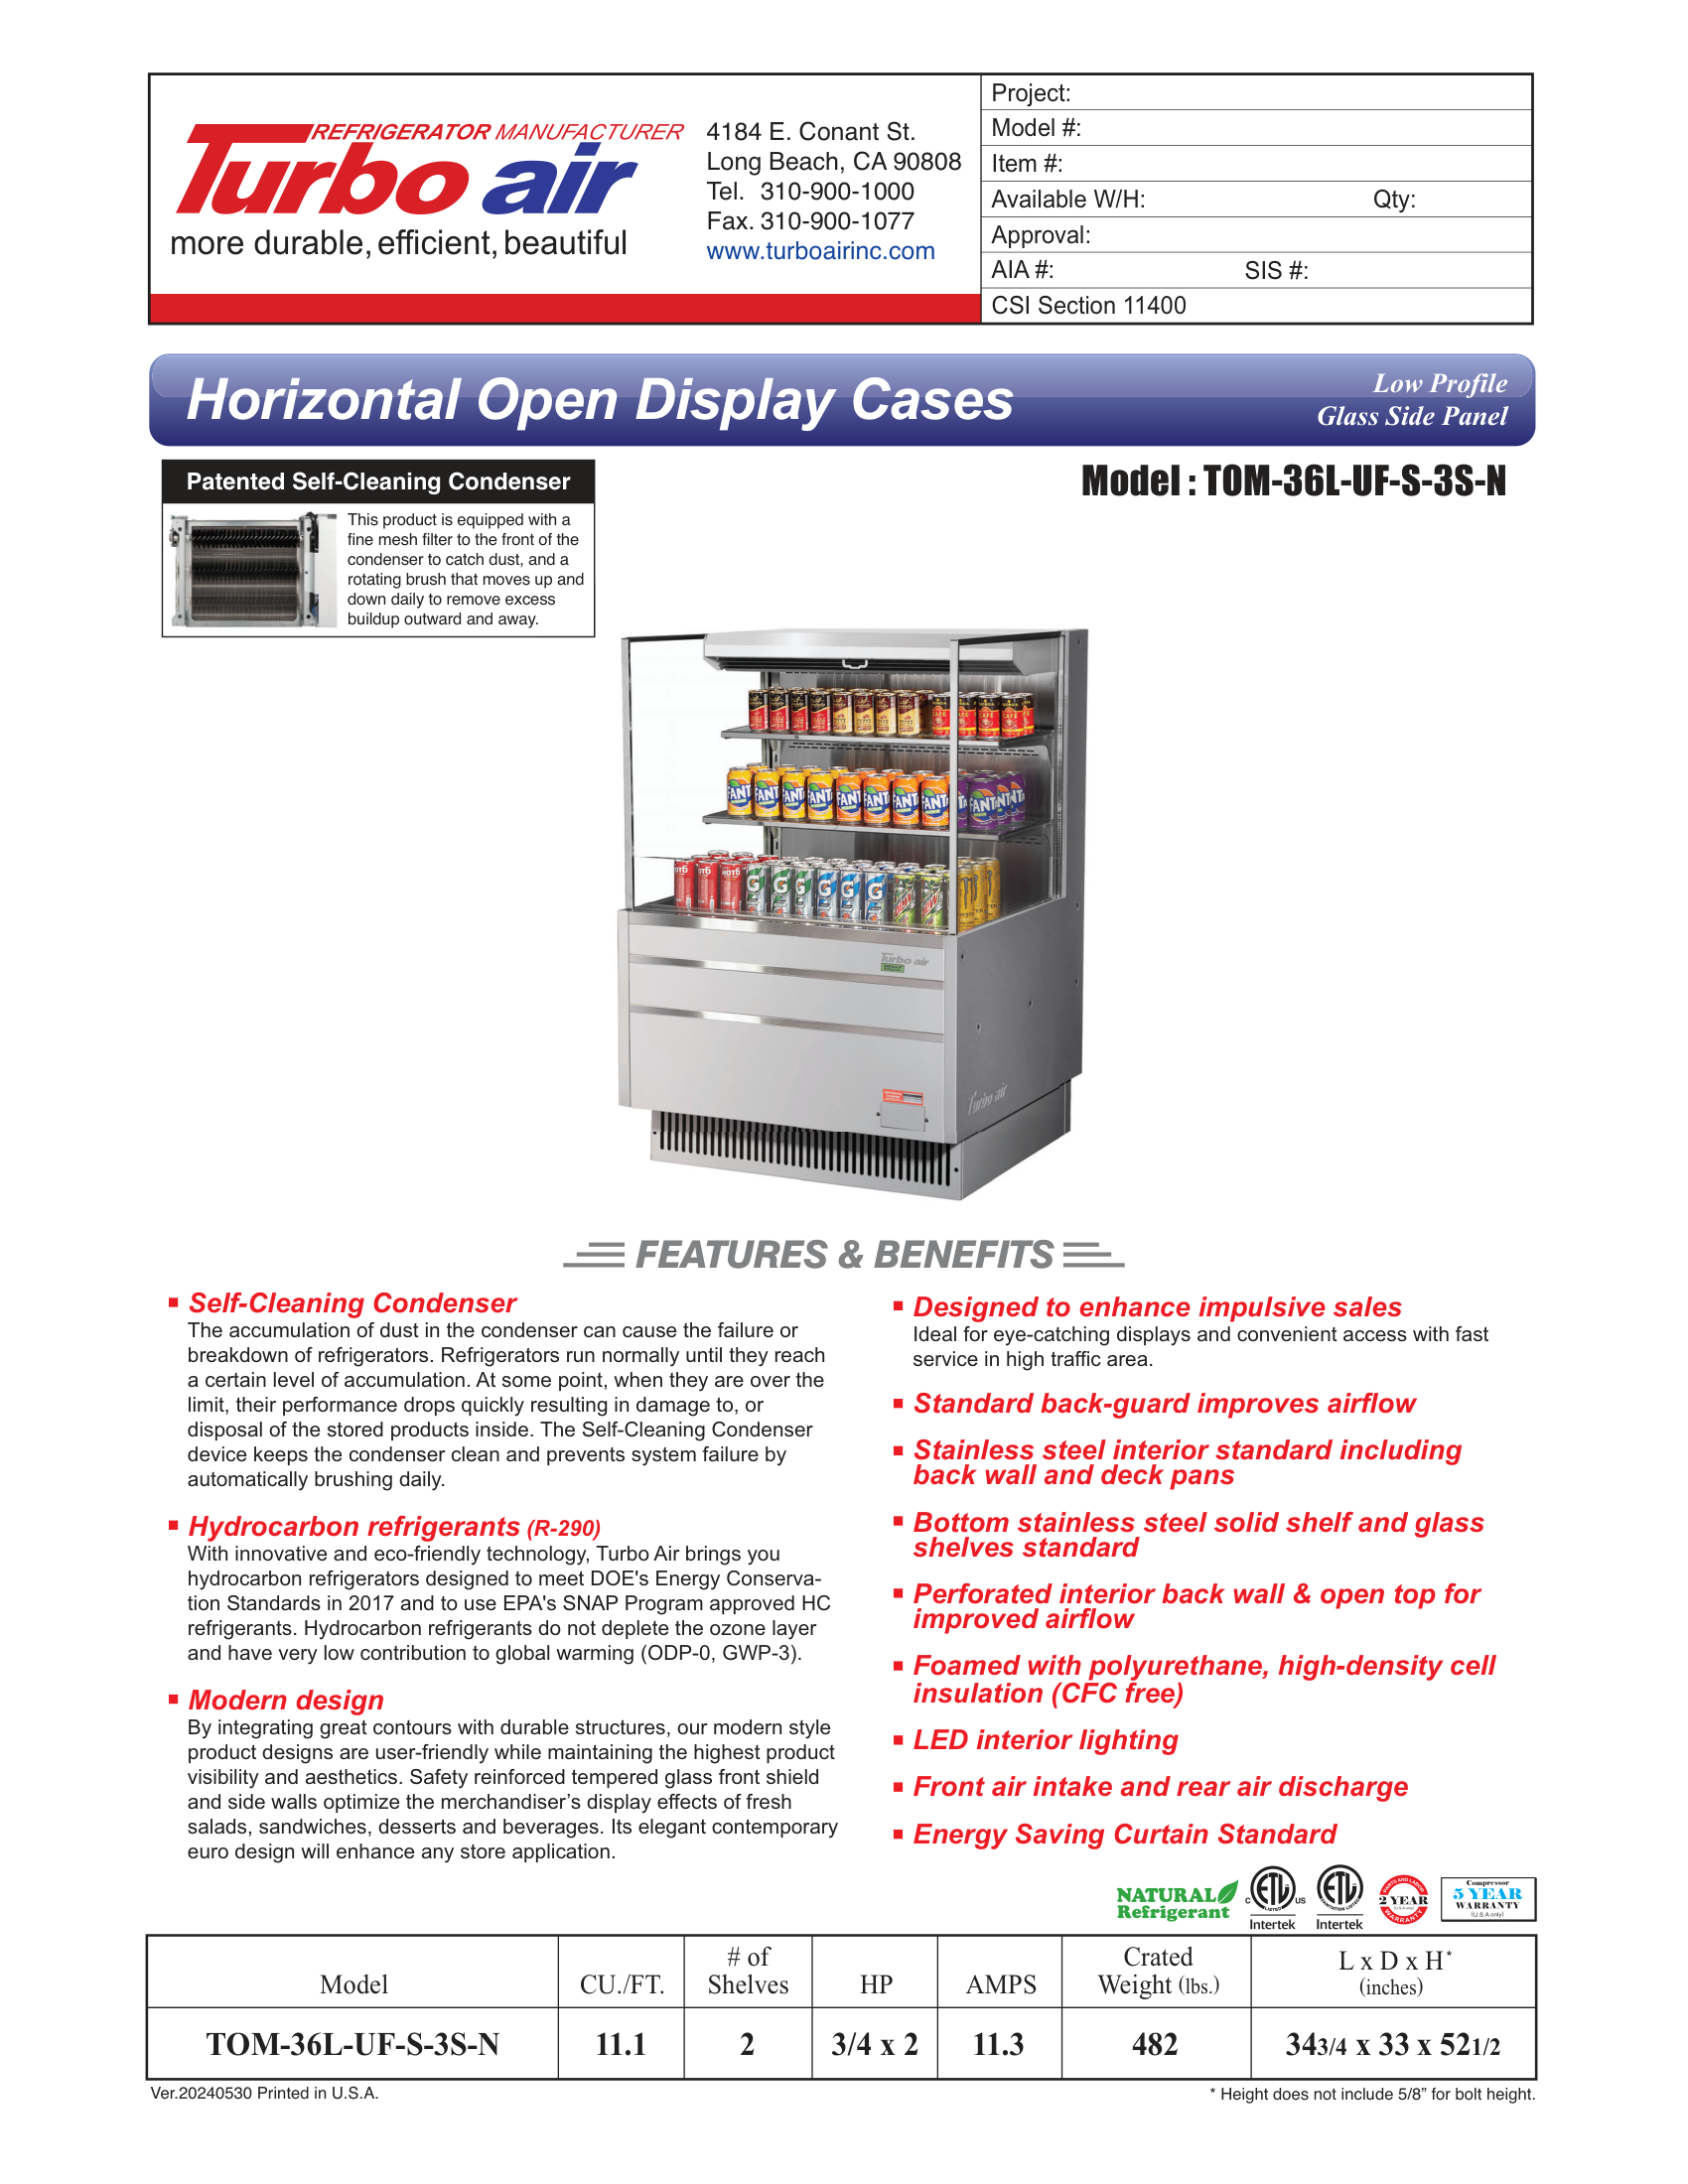 REFRIGERATOR MANUFACTURER
Turbo air
more durable, efficient, beautiful
4184 E. Conant St.
Long Beach, CA 90808
Tel. 310-900-1000
Fax. 310-900-1077
www.turboairinc.com
Project:
Model #:
Item #:
Available W/H: Qty:
Approval:
AIA #: SIS #:
CSI Section 11400
Horizontal Open Display Cases
Low Profile
Glass Side Panel
Patented Self-Cleaning Condenser
This product is equipped with a
fine mesh filter to the front of the
condenser to catch dust, and a
rotating brush that moves up and
down daily to remove excess
buildup outward and away.
Model : TOM-36L-UF-S-3S-N
Turbo air
Turbo air
FEATURES & BENEFITS
Self-Cleaning Condenser
The accumulation of dust in the condenser can cause the failure or
breakdown of refrigerators. Refrigerators run normally until they reach
a certain level of accumulation. At some point, when they are over the
limit, their performance drops quickly resulting in damage to, or
disposal of the stored products inside. The Self-Cleaning Condenser
device keeps the condenser clean and prevents system failure by
automatically brushing daily.
Hydrocarbon refrigerants (R-290)
With innovative and eco-friendly technology, Turbo Air brings you
hydrocarbon refrigerators designed to meet DOE's Energy Conserva-
tion Standards in 2017 and to use EPA's SNAP Program approved HC
refrigerants. Hydrocarbon refrigerants do not deplete the ozone layer
and have very low contribution to global warming (ODP-0, GWP-3).
Modern design
By integrating great contours with durable structures, our modern style
product designs are user-friendly while maintaining the highest product
visibility and aesthetics. Safety reinforced tempered glass front shield
and side walls optimize the merchandiser’s display effects of fresh
salads, sandwiches, desserts and beverages. Its elegant contemporary
euro design will enhance any store application.
Designed to enhance impulsive sales
Ideal for eye-catching displays and convenient access with fast
service in high traffic area.
Standard back-guard improves airflow
Stainless steel interior standard including
back wall and deck pans
Bottom stainless steel solid shelf and glass
shelves standard
Perforated interior back wall & open top for
improved airflow
Foamed with polyurethane, high-density cell
insulation (CFC free)
LED interior lighting
Front air intake and rear air discharge
Energy Saving Curtain Standard
NATURAL
Refrigerant
C ETL US
LISTED
Intertek
ETL
SANITATION LISTED
Intertek
PARTS AND LABOR
2 YEAR
(U.S.A only)
WARRANTY
Compressor
5 YEAR
WARRANTY
(U.S.A only)
Model CU./FT. # of Shelves HP AMPS Crated Weight (lbs.) L x D x H* (inches)
TOM-36L-UF-S-3S-N 11.1 2 3/4 x 2 11.3 482 343/4 x 33 x 521/2
Ver.20240530 Printed in U.S.A.
* Height does not include 5/8” for bolt height.